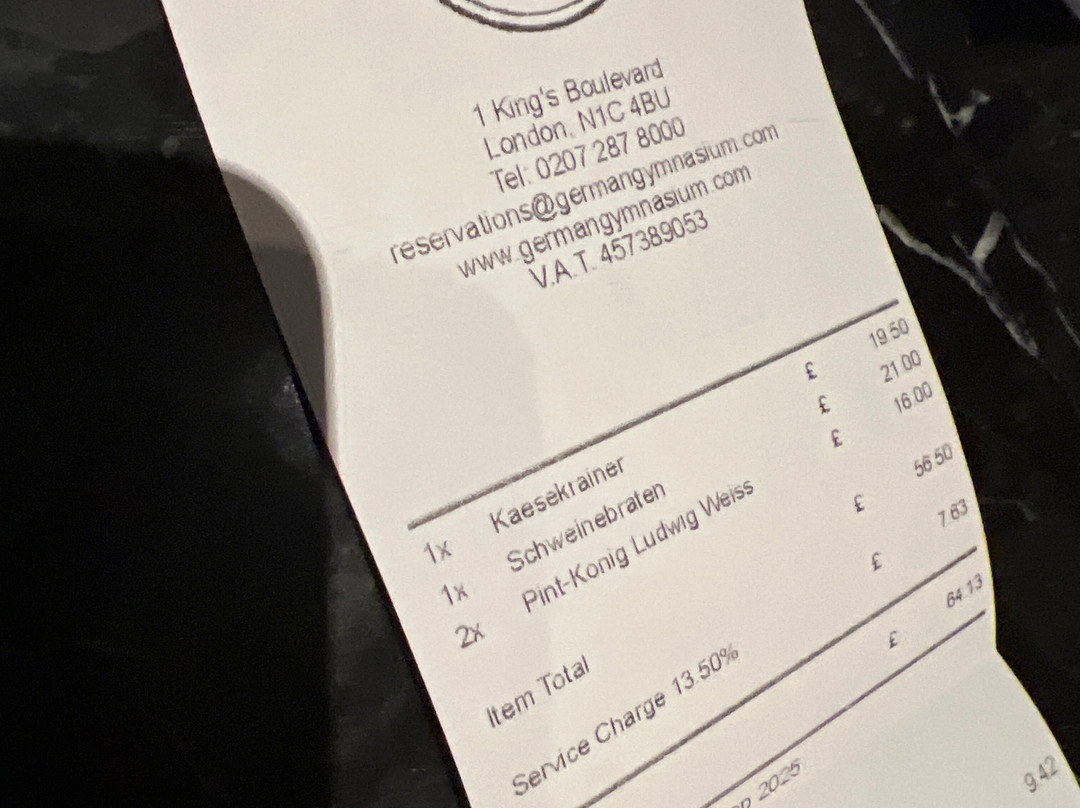 1 King's Boulevard
London, N1C 4BU
Tel: 0207 287 8000
reservations@germangymnasium.com
www.germangymnasium.com
V.A.T. 457389053
1x Kaesekrainer £ 19.50
1x Schweinebraten £ 21.00
2x Pint-Konig Ludwig Weiss £ 16.00
Item Total £ 56.50
Service Charge 13.50% £ 7.63
£ 64.13
2025
9.42